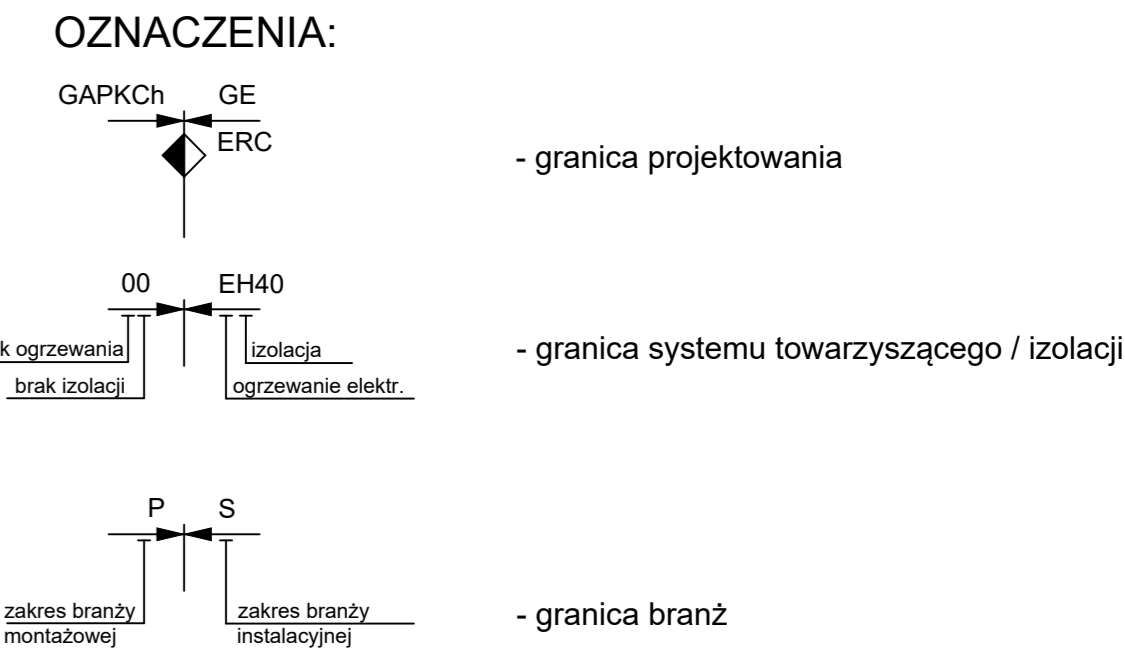 OZNACZENIA:
GAPKCh GE
ERC
- granica projektowania
00 EH40
k ogrzewania izolacja
- granica systemu towarzyszącego / izolacji
brak izolacji ogrzewanie elektr.
P S
zakres branży zakres branży
montażowej instalacyjnej
- granica branż